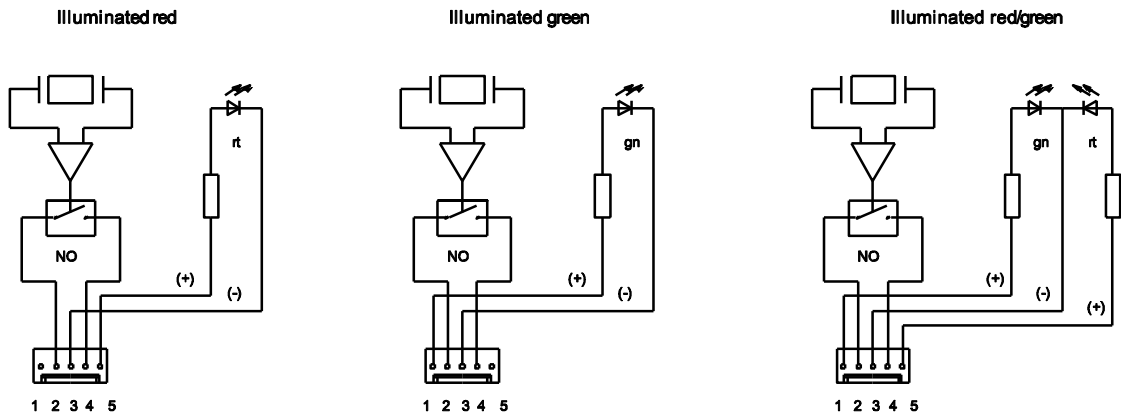 Illuminated red
Illuminated green
Illuminated red/green
rt
gn
gn
rt
NO
NO
NO
(+)
(-)
(+)
(-)
(+)
(-)
(+)
1 2 3 4 5
1 2 3 4 5
1 2 3 4 5